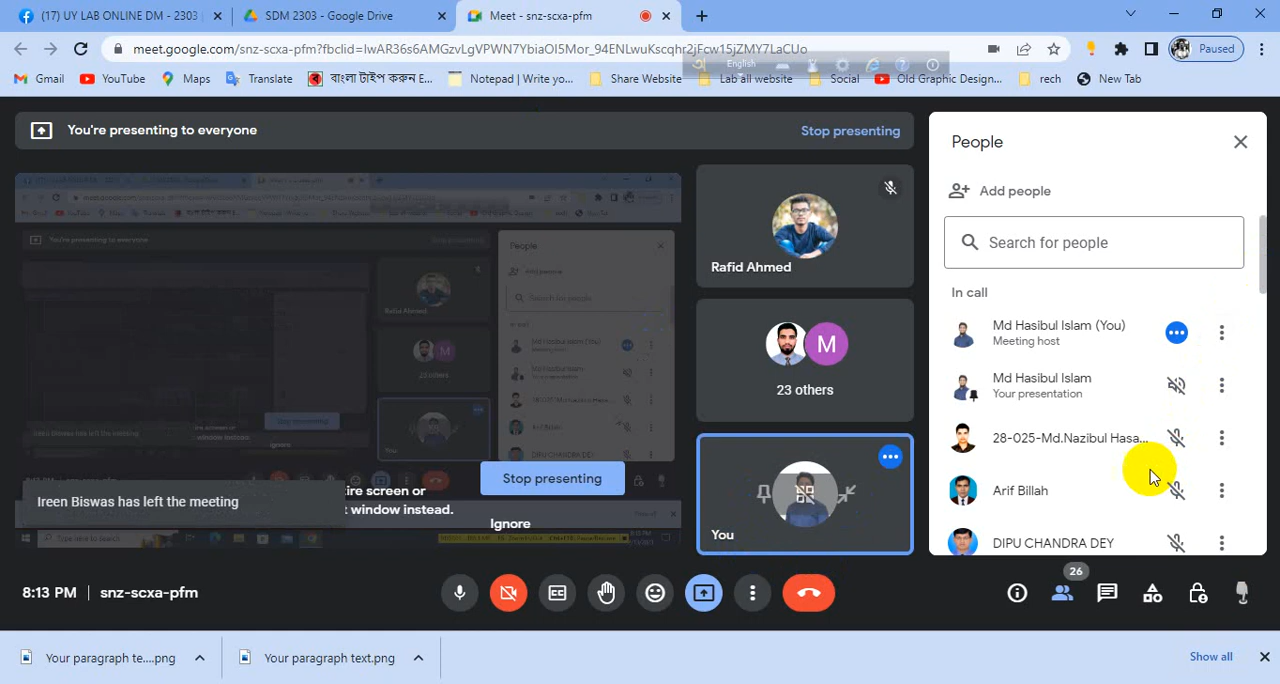 (17) UY LAB ONLINE DM - 2303
SDM 2303 - Google Drive
Meet - snz-scxa-pfm
meet.google.com/snz-scxa-pfm?fbclid=IwAR36s6AMGzvLgVPWN7YbiaOI5Mor_94ENLwuKscqhr2jFcw15jZMY7LaCUo
Paused
English
Gmail
YouTube
Maps
Translate
বাংলা টাইপ করুন E...
Notepad | Write yo...
Share Website
Lab all website
Social
Old Graphic Design...
rech
New Tab
You're presenting to everyone
Stop presenting
People
Add people
Search for people
In call
Md Hasibul Islam (You)
Meeting host
Md Hasibul Islam
Your presentation
28-025-Md.Nazibul Hasa...
Arif Billah
DIPU CHANDRA DEY
Rafid Ahmed
M
23 others
You
Stop presenting
Ireen Biswas has left the meeting
tire screen or
t window instead.
Ignore
8:13 PM | snz-scxa-pfm
26
Your paragraph te....png
Your paragraph text.png
Show all